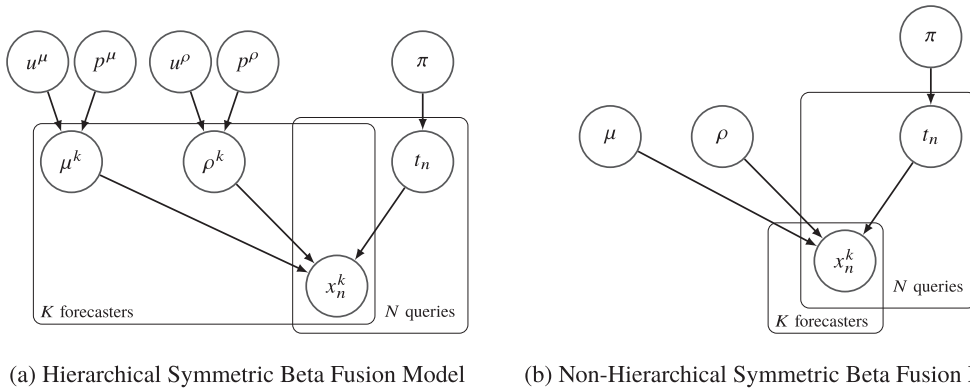 u^μ p^μ u^ρ p^ρ π
μ^k ρ^k t_n
x_n^k
K forecasters
N queries
(a) Hierarchical Symmetric Beta Fusion Model
π
μ ρ t_n
x_n^k
N queries
K forecasters
(b) Non-Hierarchical Symmetric Beta Fusion